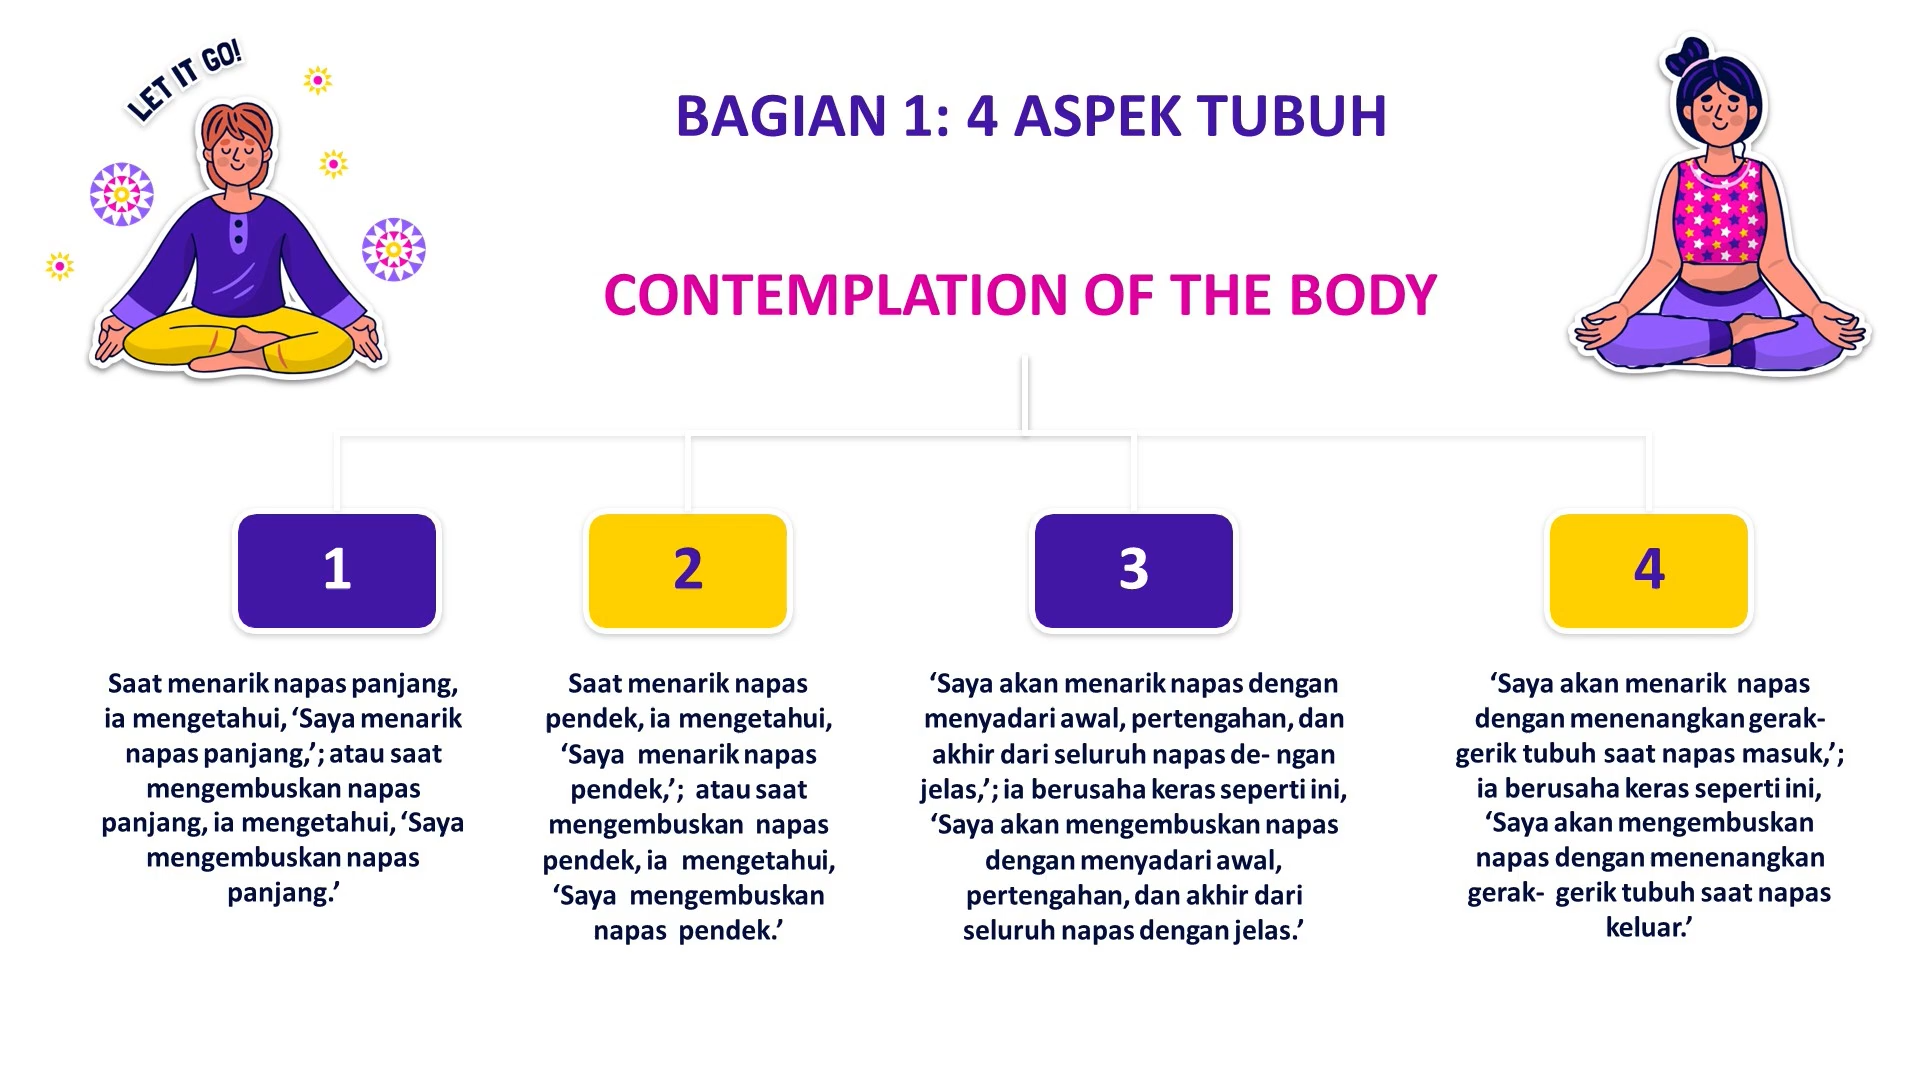 LET IT GO!
BAGIAN 1: 4 ASPEK TUBUH
CONTEMPLATION OF THE BODY
1
Saat menarik napas panjang,
ia mengetahui, ‘Saya menarik
napas panjang,’; atau saat
mengembuskan napas
panjang, ia mengetahui, ‘Saya
mengembuskan napas
panjang.’
2
Saat menarik napas
pendek, ia mengetahui,
‘Saya menarik napas
pendek,’; atau saat
mengembuskan napas
pendek, ia mengetahui,
‘Saya mengembuskan
napas pendek.’
3
‘Saya akan menarik napas dengan
menyadari awal, pertengahan, dan
akhir dari seluruh napas de- ngan
jelas,’; ia berusaha keras seperti ini,
‘Saya akan mengembuskan napas
dengan menyadari awal,
pertengahan, dan akhir dari
seluruh napas dengan jelas.’
4
‘Saya akan menarik napas
dengan menenangkan gerak-
gerik tubuh saat napas masuk,’;
ia berusaha keras seperti ini,
‘Saya akan mengembuskan
napas dengan menenangkan
gerak- gerik tubuh saat napas
keluar.’